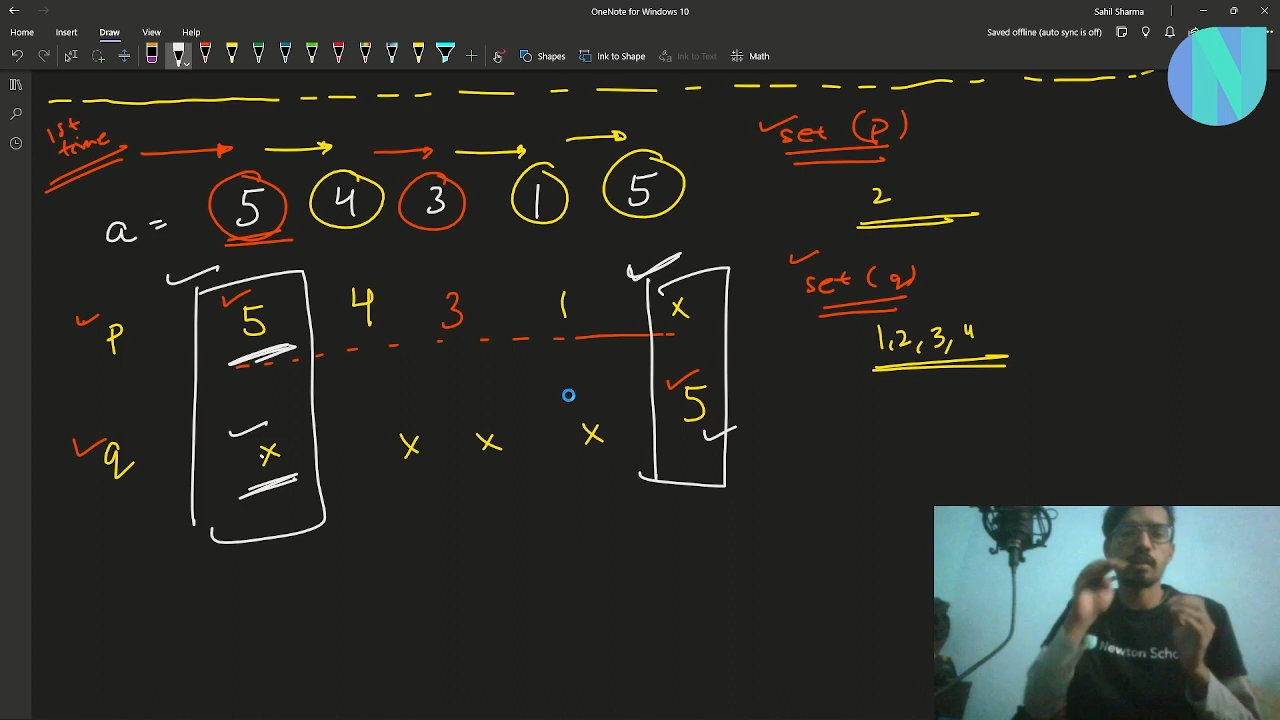 OneNote for Windows 10
Sahil Sharma
Home Insert Draw View Help
Saved offline (auto sync is off)
Shapes Ink to Shape Ink to Text Math
1st time
set (p)
a = 5 4 3 1 5
2
set (q)
p 5 4 3 1 x
1,2,3,4
5
q x x x x
Newton Scho
N